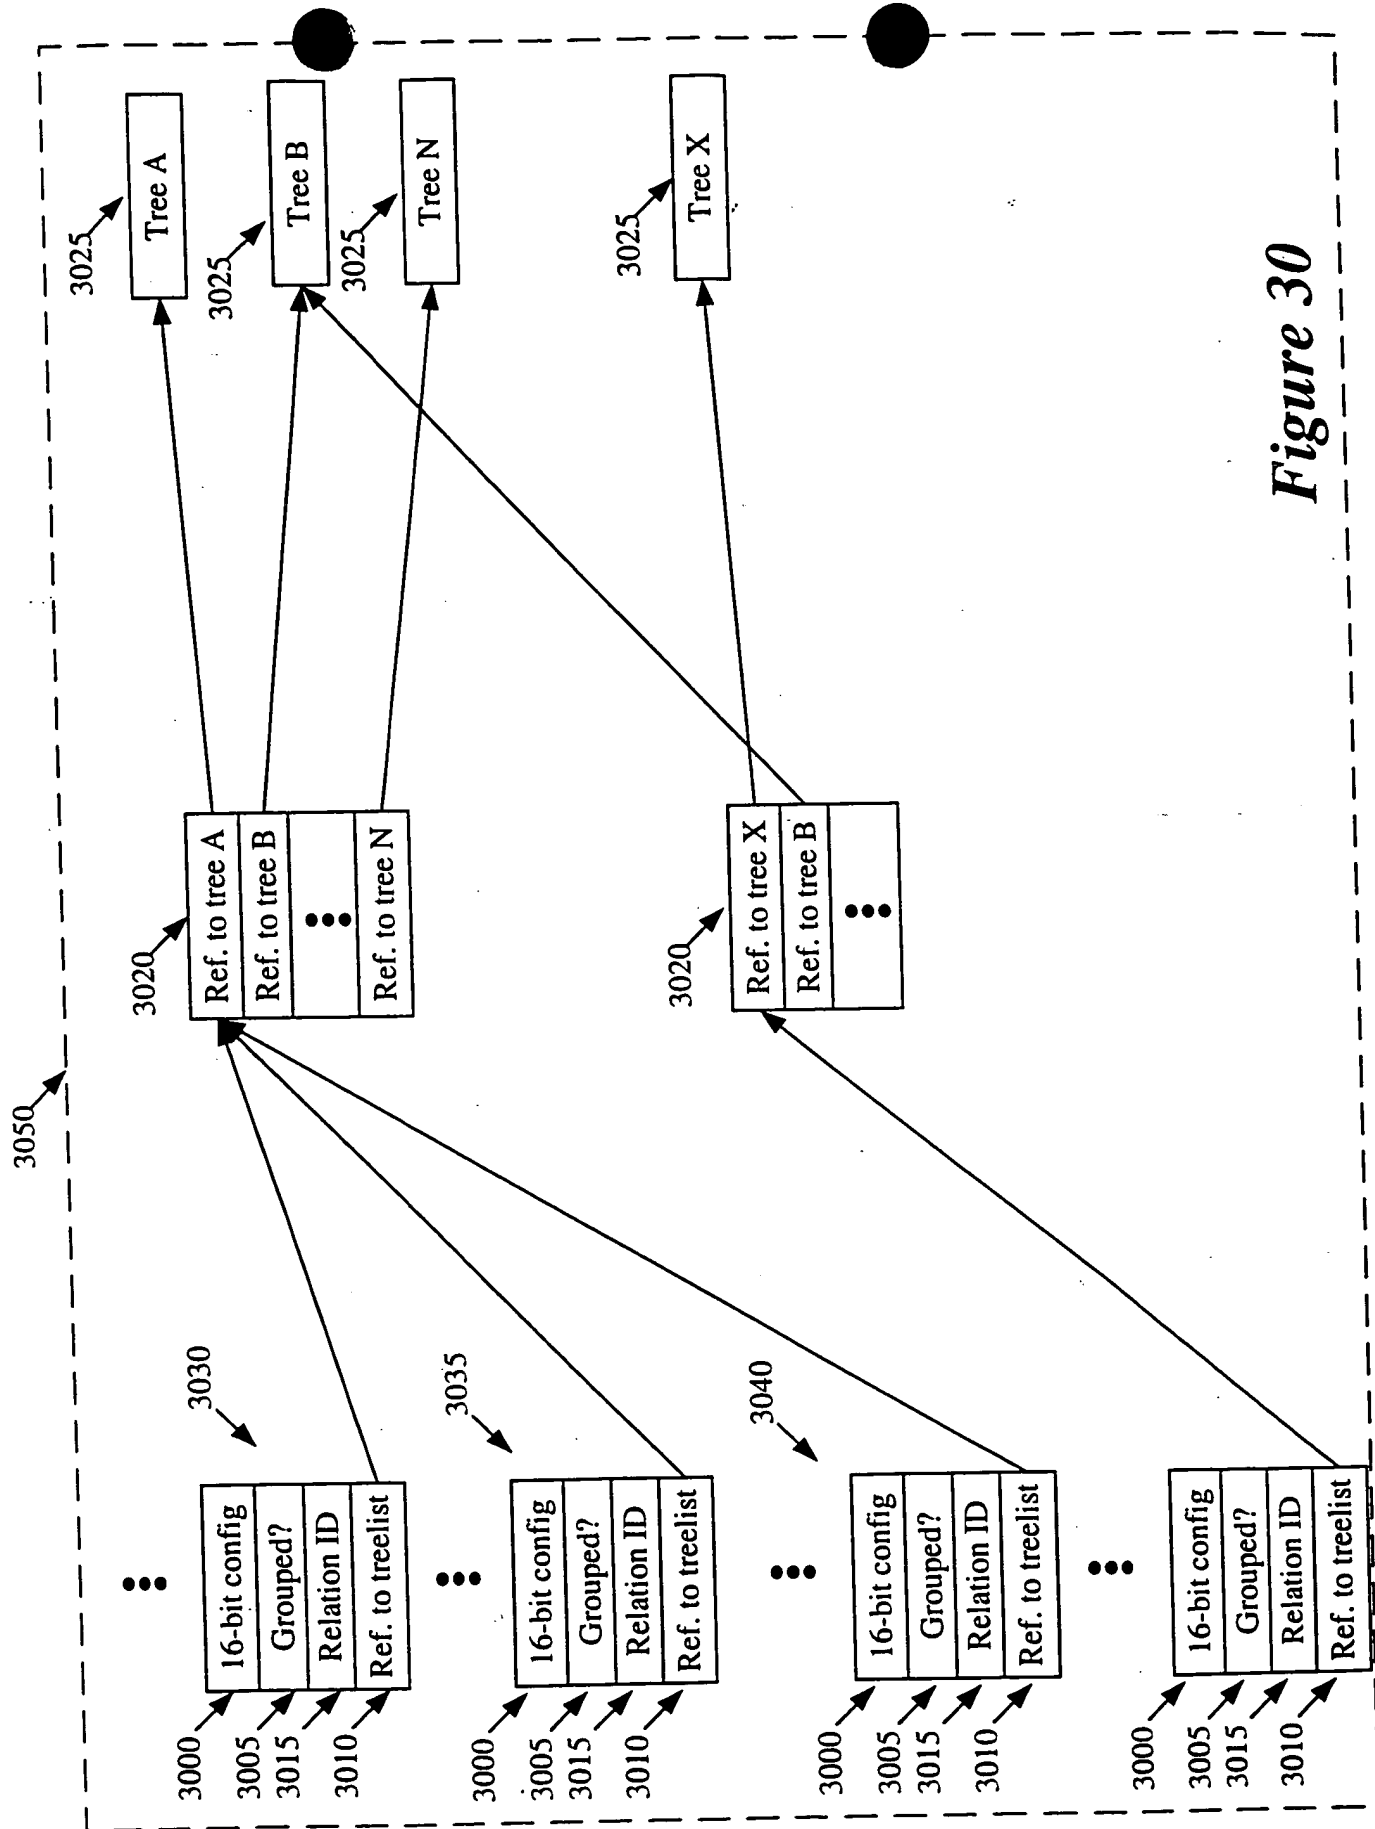 3050
3000
3005
3015
3010
16-bit config
Grouped?
Relation ID
Ref. to treelist
3030
3000
3005
3015
3010
16-bit config
Grouped?
Relation ID
Ref. to treelist
3035
3000
3005
3015
3010
16-bit config
Grouped?
Relation ID
Ref. to treelist
3040
3000
3005
3015
3010
16-bit config
Grouped?
Relation ID
Ref. to treelist
3020
Ref. to tree A
Ref. to tree B
Ref. to tree N
3020
Ref. to tree X
Ref. to tree B
3025
Tree A
3025
Tree B
3025
Tree N
3025
Tree X
Figure 30